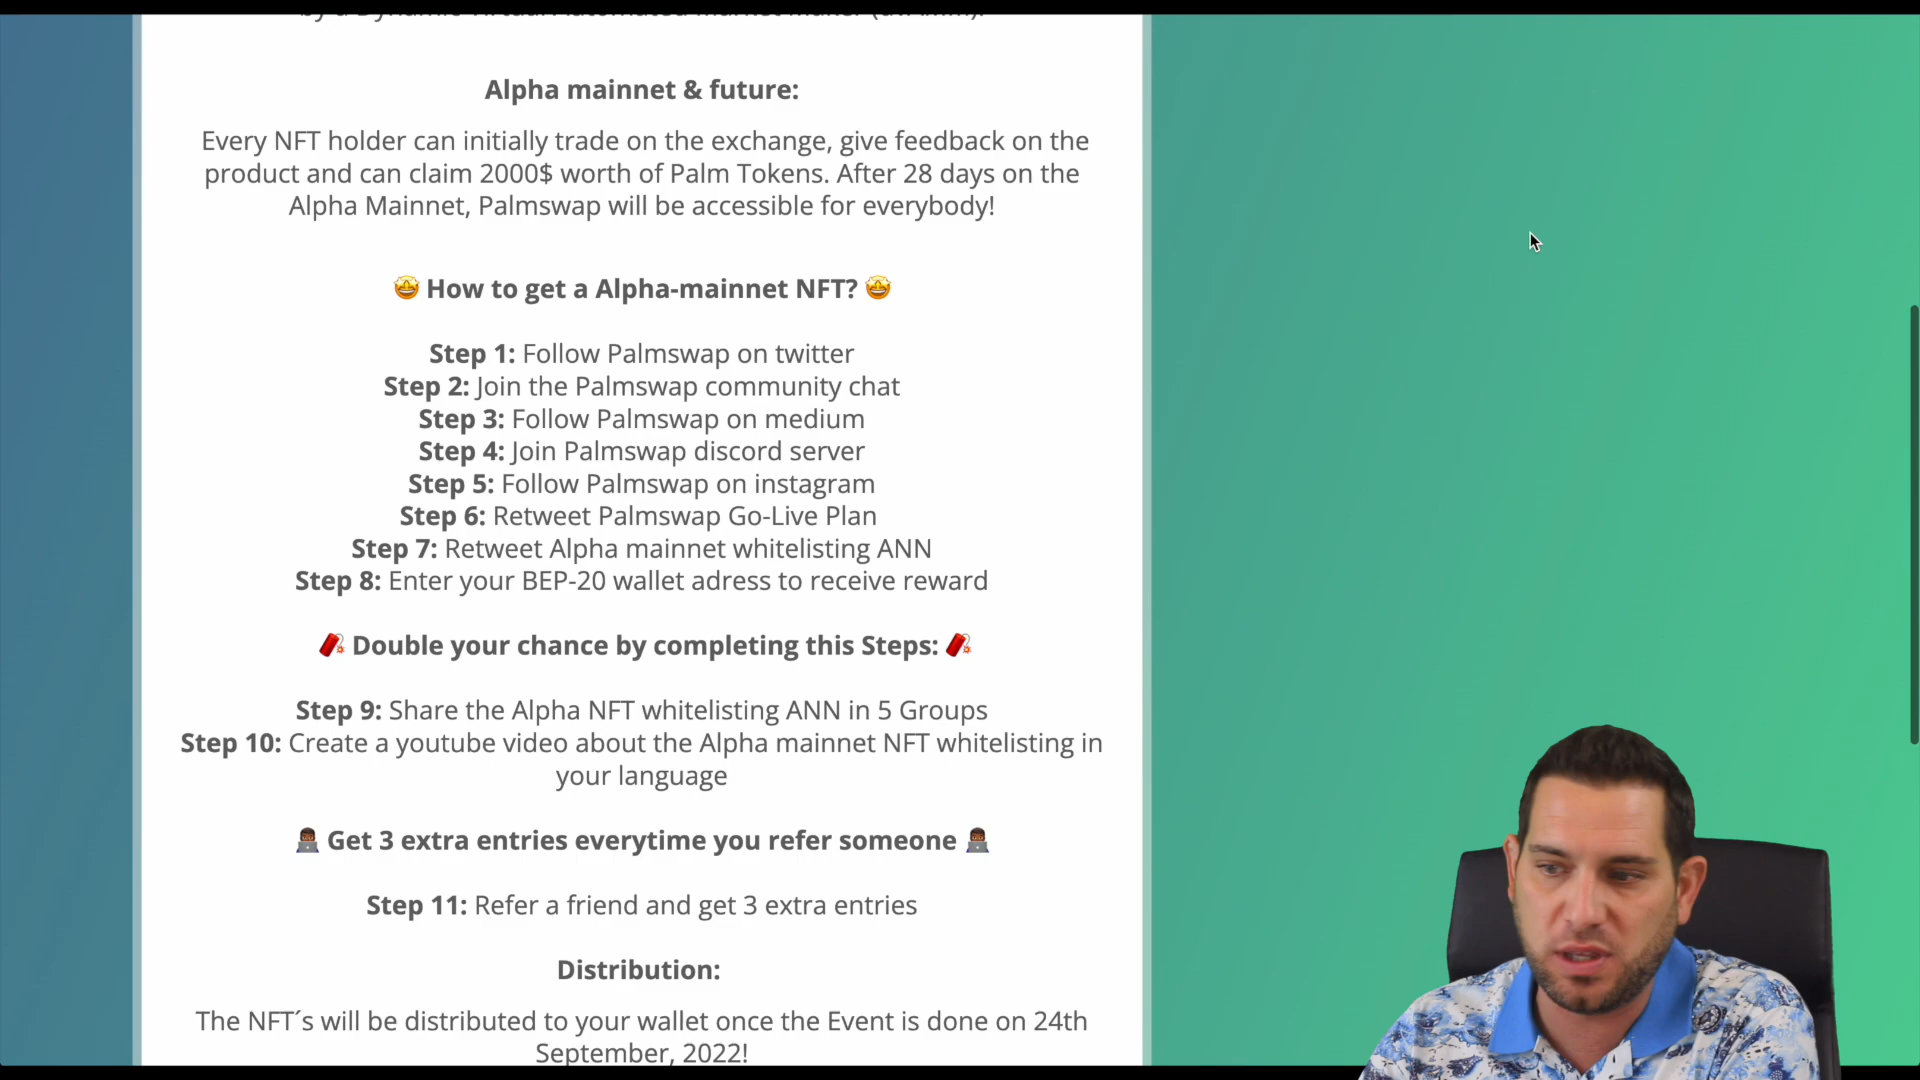 Alpha mainnet & future:
Every NFT holder can initially trade on the exchange, give feedback on the
product and can claim 2000$ worth of Palm Tokens. After 28 days on the
Alpha Mainnet, Palmswap will be accessible for everybody!
🤩 How to get a Alpha-mainnet NFT? 🤩
Step 1: Follow Palmswap on twitter
Step 2: Join the Palmswap community chat
Step 3: Follow Palmswap on medium
Step 4: Join Palmswap discord server
Step 5: Follow Palmswap on instagram
Step 6: Retweet Palmswap Go-Live Plan
Step 7: Retweet Alpha mainnet whitelisting ANN
Step 8: Enter your BEP-20 wallet adress to receive reward
🧨 Double your chance by completing this Steps: 🧨
Step 9: Share the Alpha NFT whitelisting ANN in 5 Groups
Step 10: Create a youtube video about the Alpha mainnet NFT whitelisting in
your language
👨🏿‍💻 Get 3 extra entries everytime you refer someone 👨🏿‍💻
Step 11: Refer a friend and get 3 extra entries
Distribution:
The NFT´s will be distributed to your wallet once the Event is done on 24th
September, 2022!